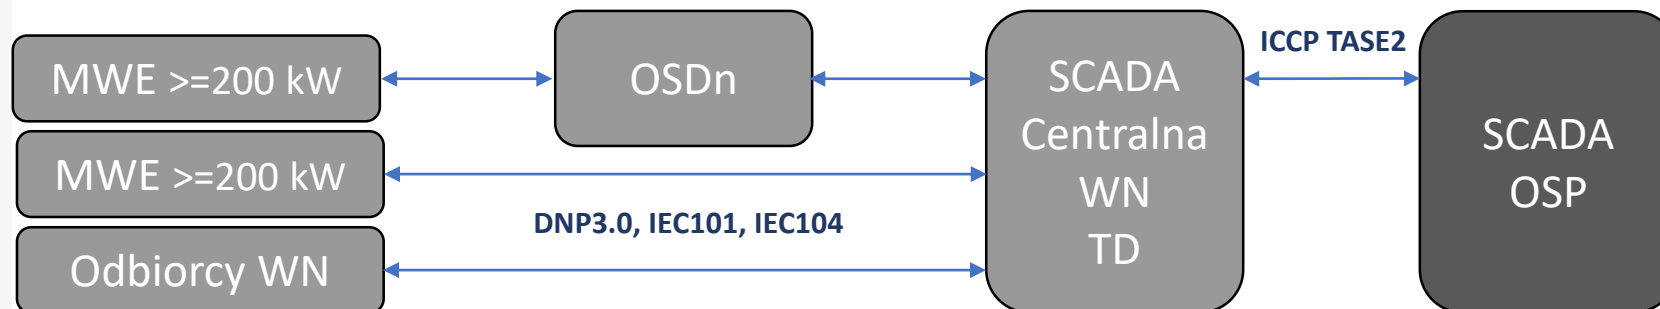 MWE >=200 kW
OSDn
MWE >=200 kW
DNP3.0, IEC101, IEC104
Odbiorcy WN
SCADA
Centralna
WN
TD
ICCP TASE2
SCADA
OSP